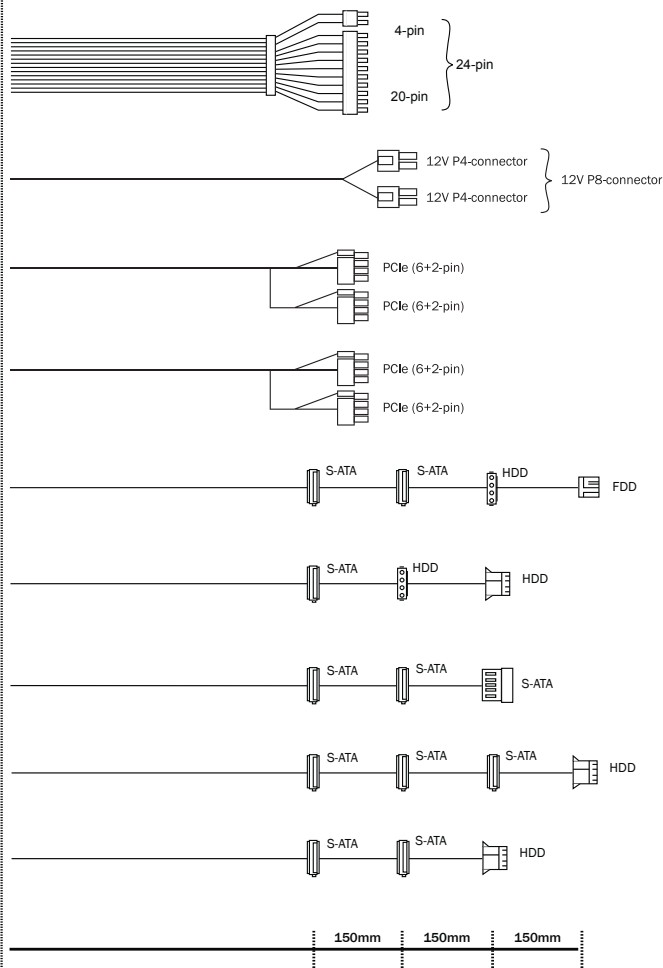 4-pin
24-pin
20-pin
12V P4-connector
12V P8-connector
12V P4-connector
PCIe (6+2-pin)
PCIe (6+2-pin)
PCIe (6+2-pin)
PCIe (6+2-pin)
S-ATA S-ATA HDD
FDD
S-ATA HDD
HDD
S-ATA S-ATA
S-ATA
S-ATA S-ATA S-ATA
HDD
S-ATA S-ATA
HDD
150mm 150mm 150mm